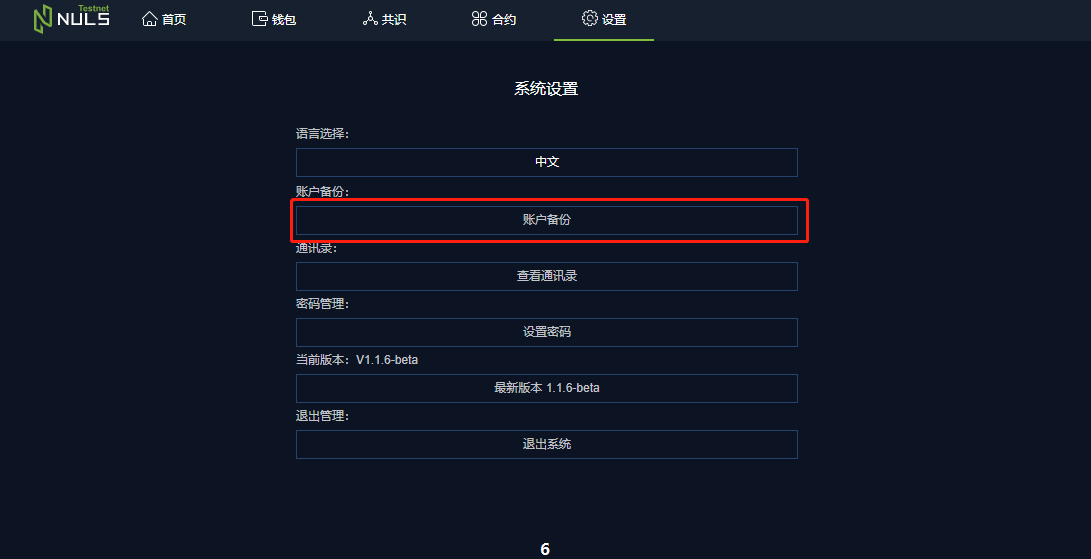 Testnet
NULS
首页 钱包 共识 合约 设置
系统设置
语言选择：
中文
账户备份：
账户备份
通讯录：
查看通讯录
密码管理：
设置密码
当前版本：V1.1.6-beta
最新版本 1.1.6-beta
退出管理：
退出系统
6